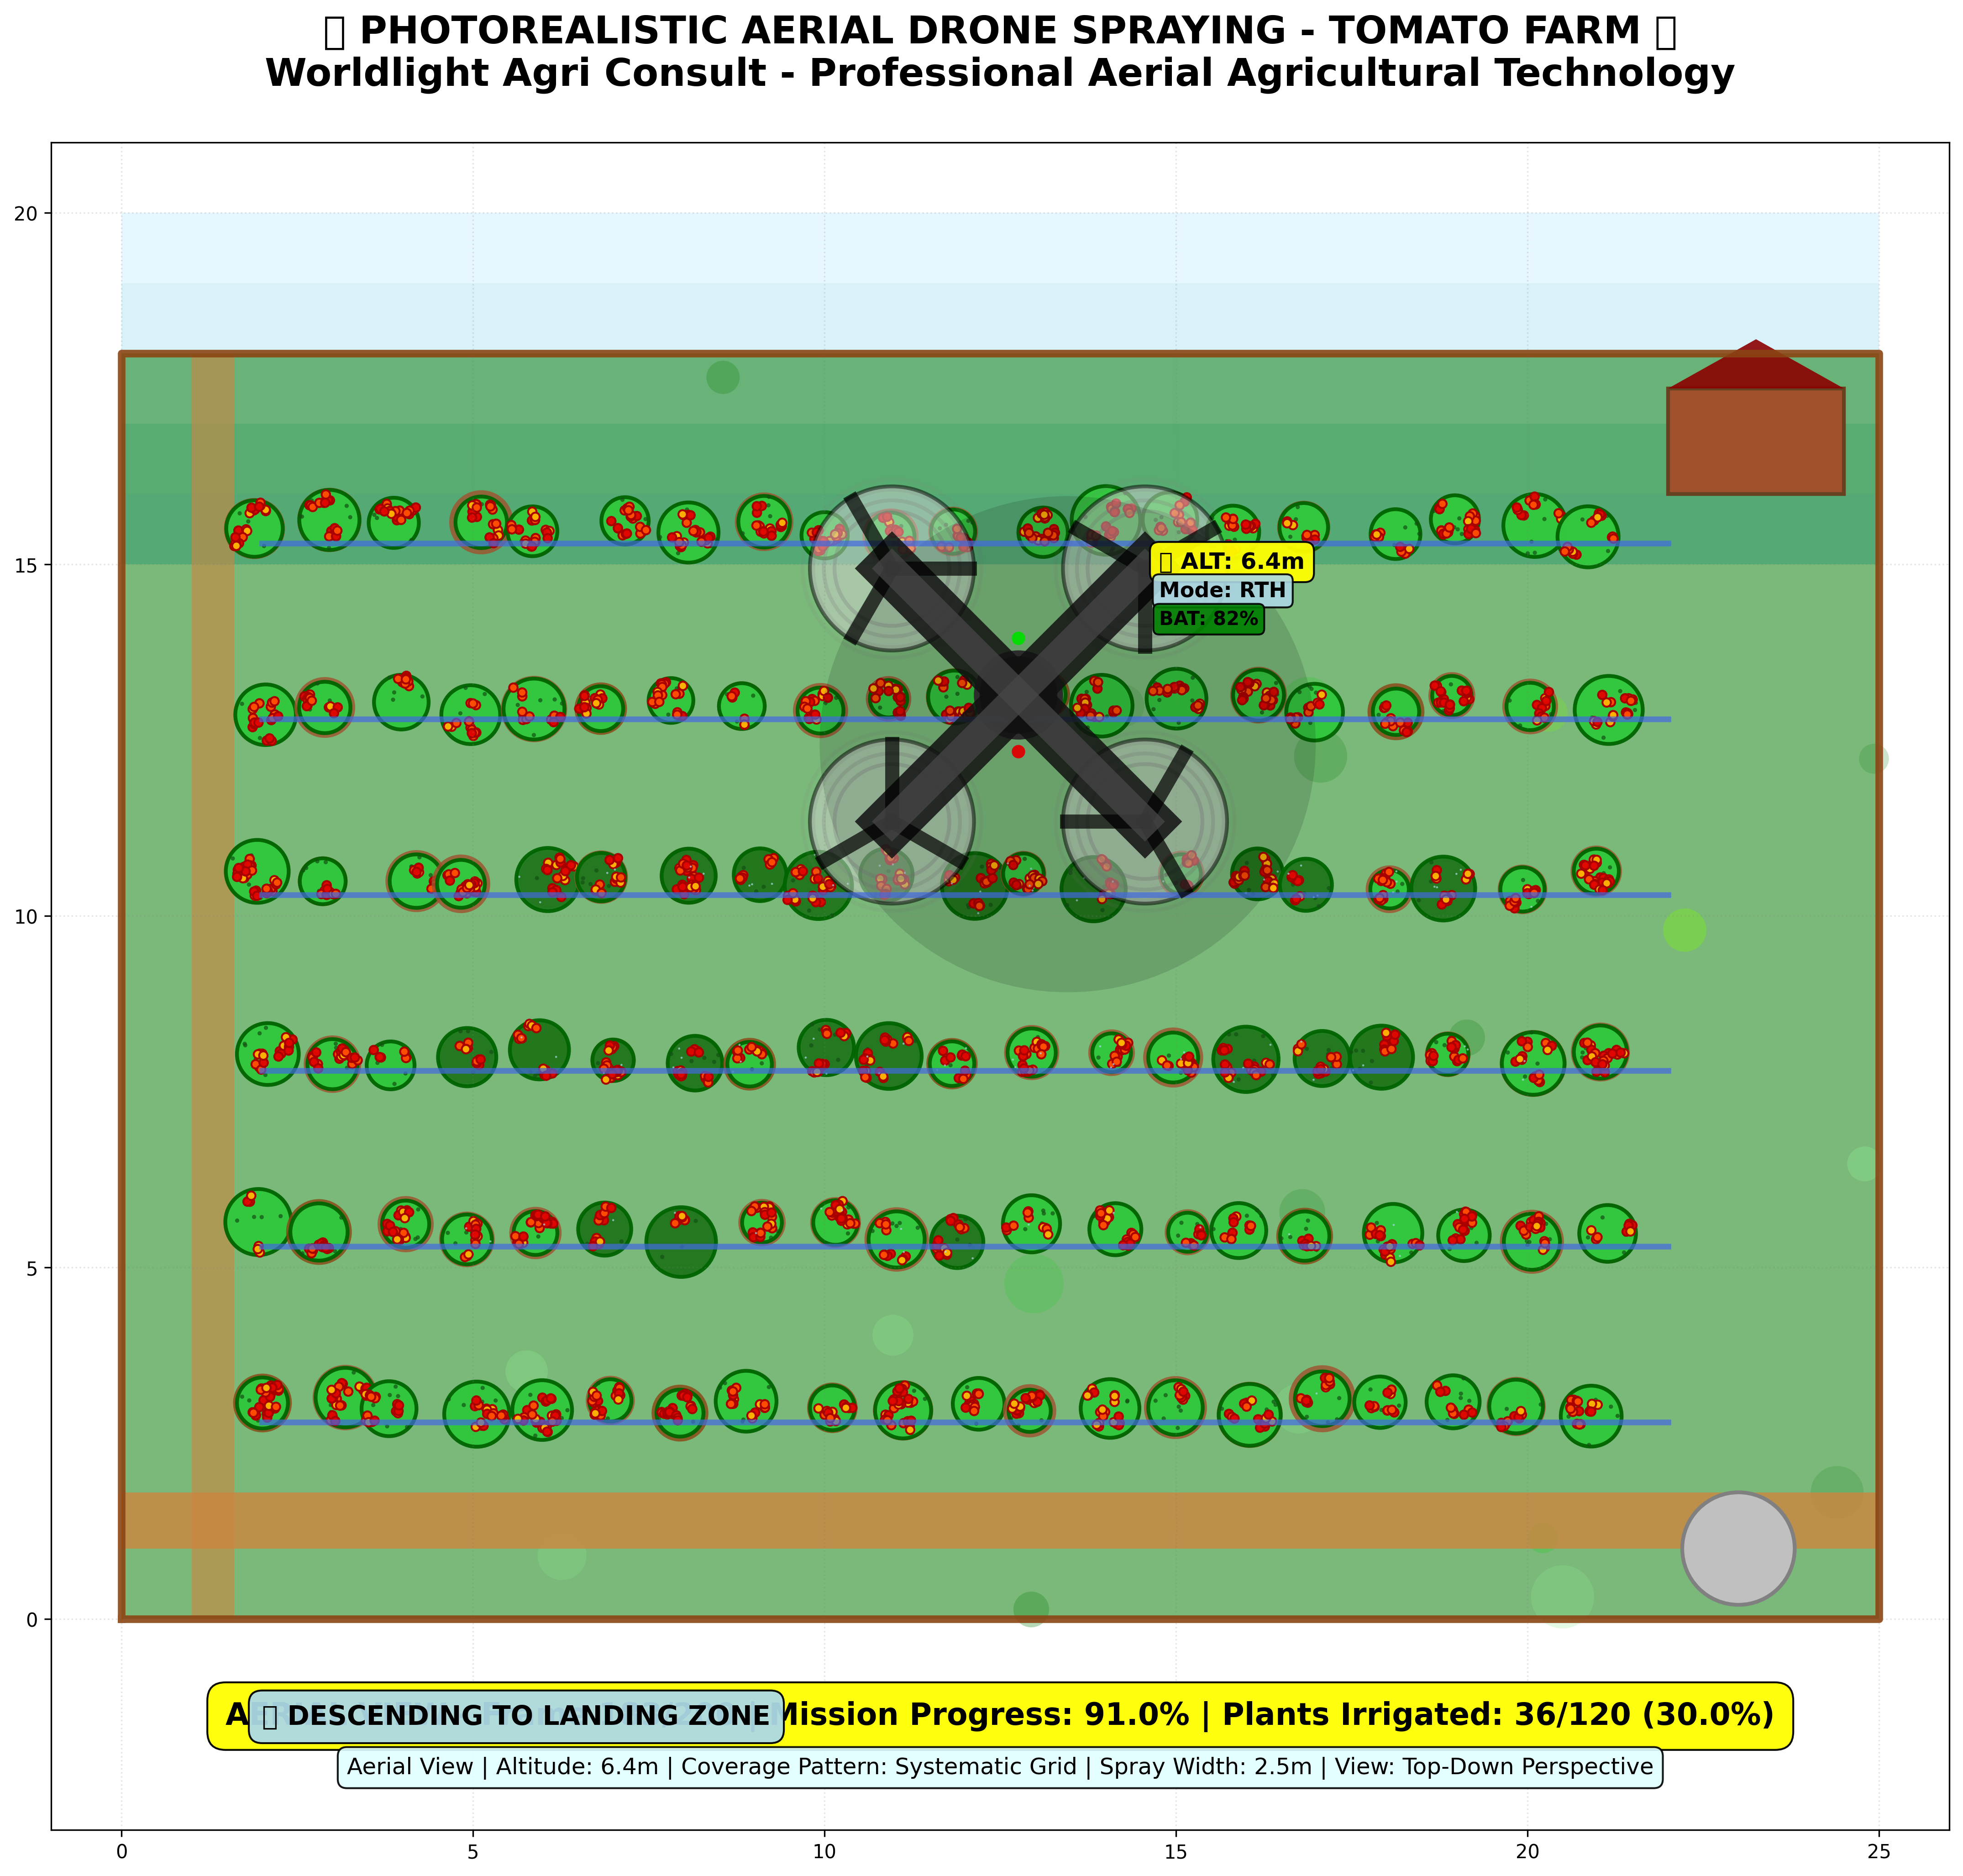 PHOTOREALISTIC AERIAL DRONE SPRAYING - TOMATO FARM
Worldlight Agri Consult - Professional Aerial Agricultural Technology
20
15
10
5
0
ALT: 6.4m
Mode: RTH
BAT: 82%
DESCENDING TO LANDING ZONE
Mission Progress: 91.0% | Plants Irrigated: 36/120 (30.0%)
Aerial View | Altitude: 6.4m | Coverage Pattern: Systematic Grid | Spray Width: 2.5m | View: Top-Down Perspective
0 5 10 15 20 25